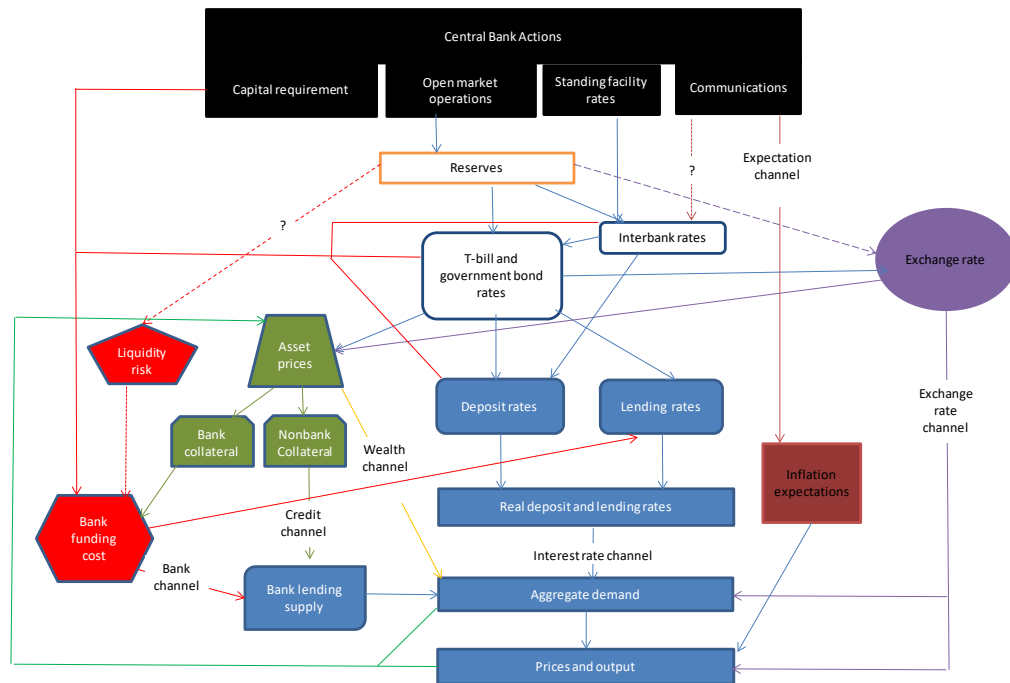 Central Bank Actions
Capital requirement
Open market
operations
Standing facility
rates
Communications
Reserves
?
Expectation
channel
?
Interbank rates
T-bill and
government bond
rates
Exchange rate
Liquidity
risk
Asset
prices
Deposit rates
Lending rates
Exchange
rate
channel
Bank
collateral
Nonbank
Collateral
Wealth
channel
Inflation
expectations
Real deposit and lending rates
Bank
funding
cost
Credit
channel
Interest rate channel
Bank
channel
Bank lending
supply
Aggregate demand
Prices and output